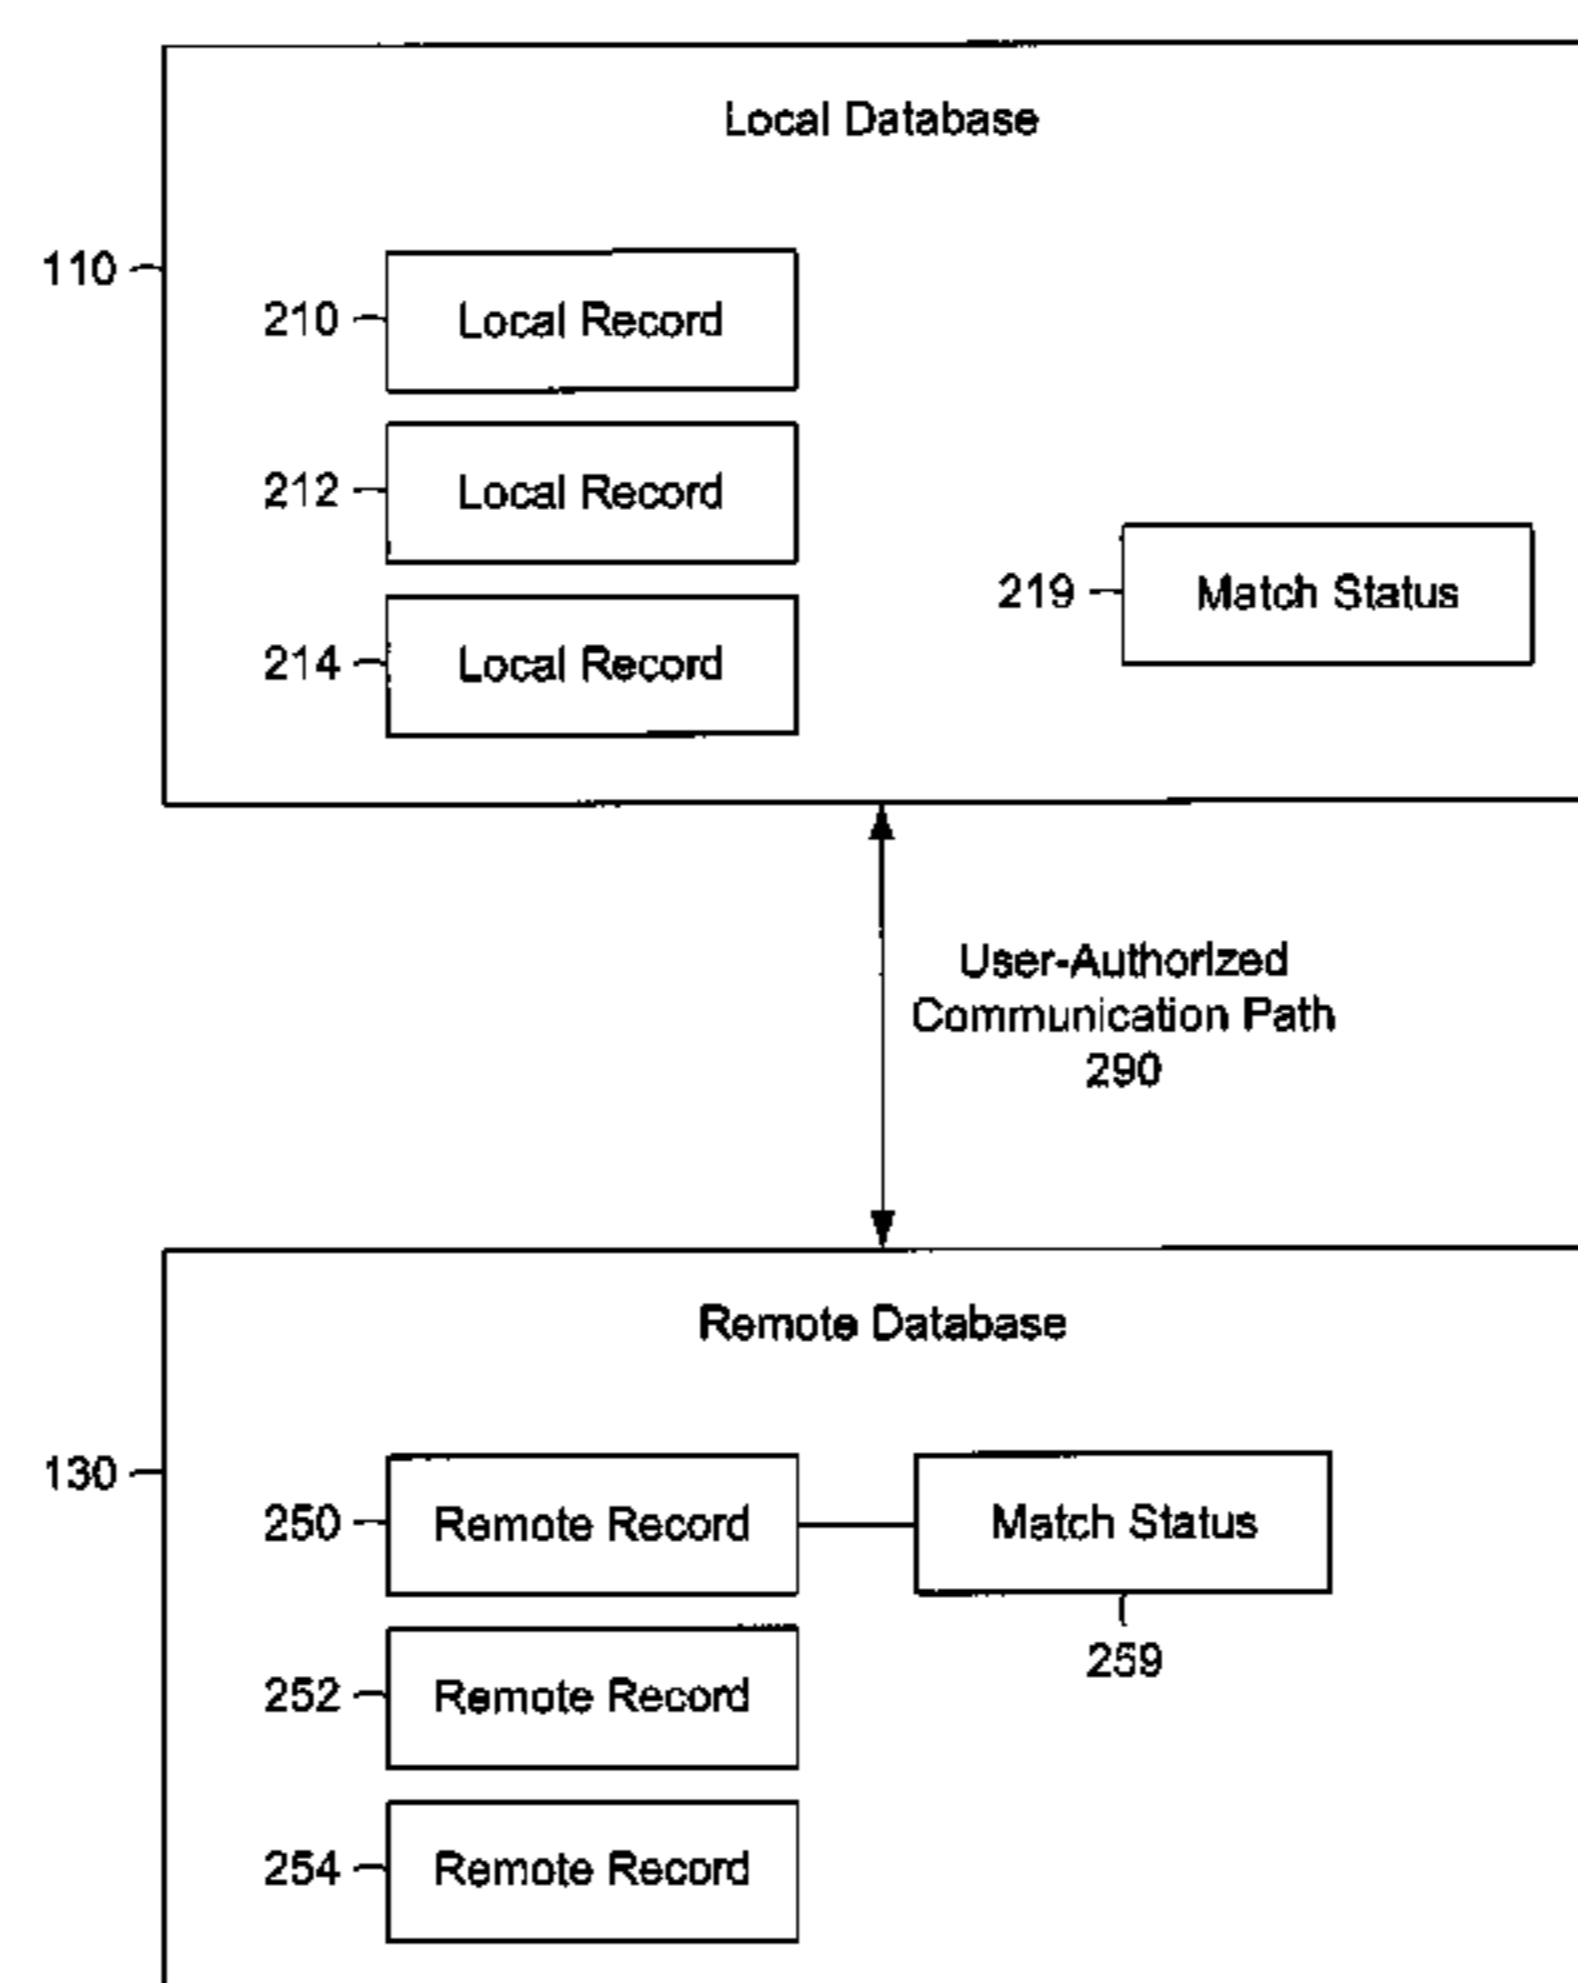 Local Database
110
210 Local Record
212 Local Record
219 Match Status
214 Local Record
User-Authorized
Communication Path
290
Remote Database
130
250 Remote Record Match Status
259
252 Remote Record
254 Remote Record